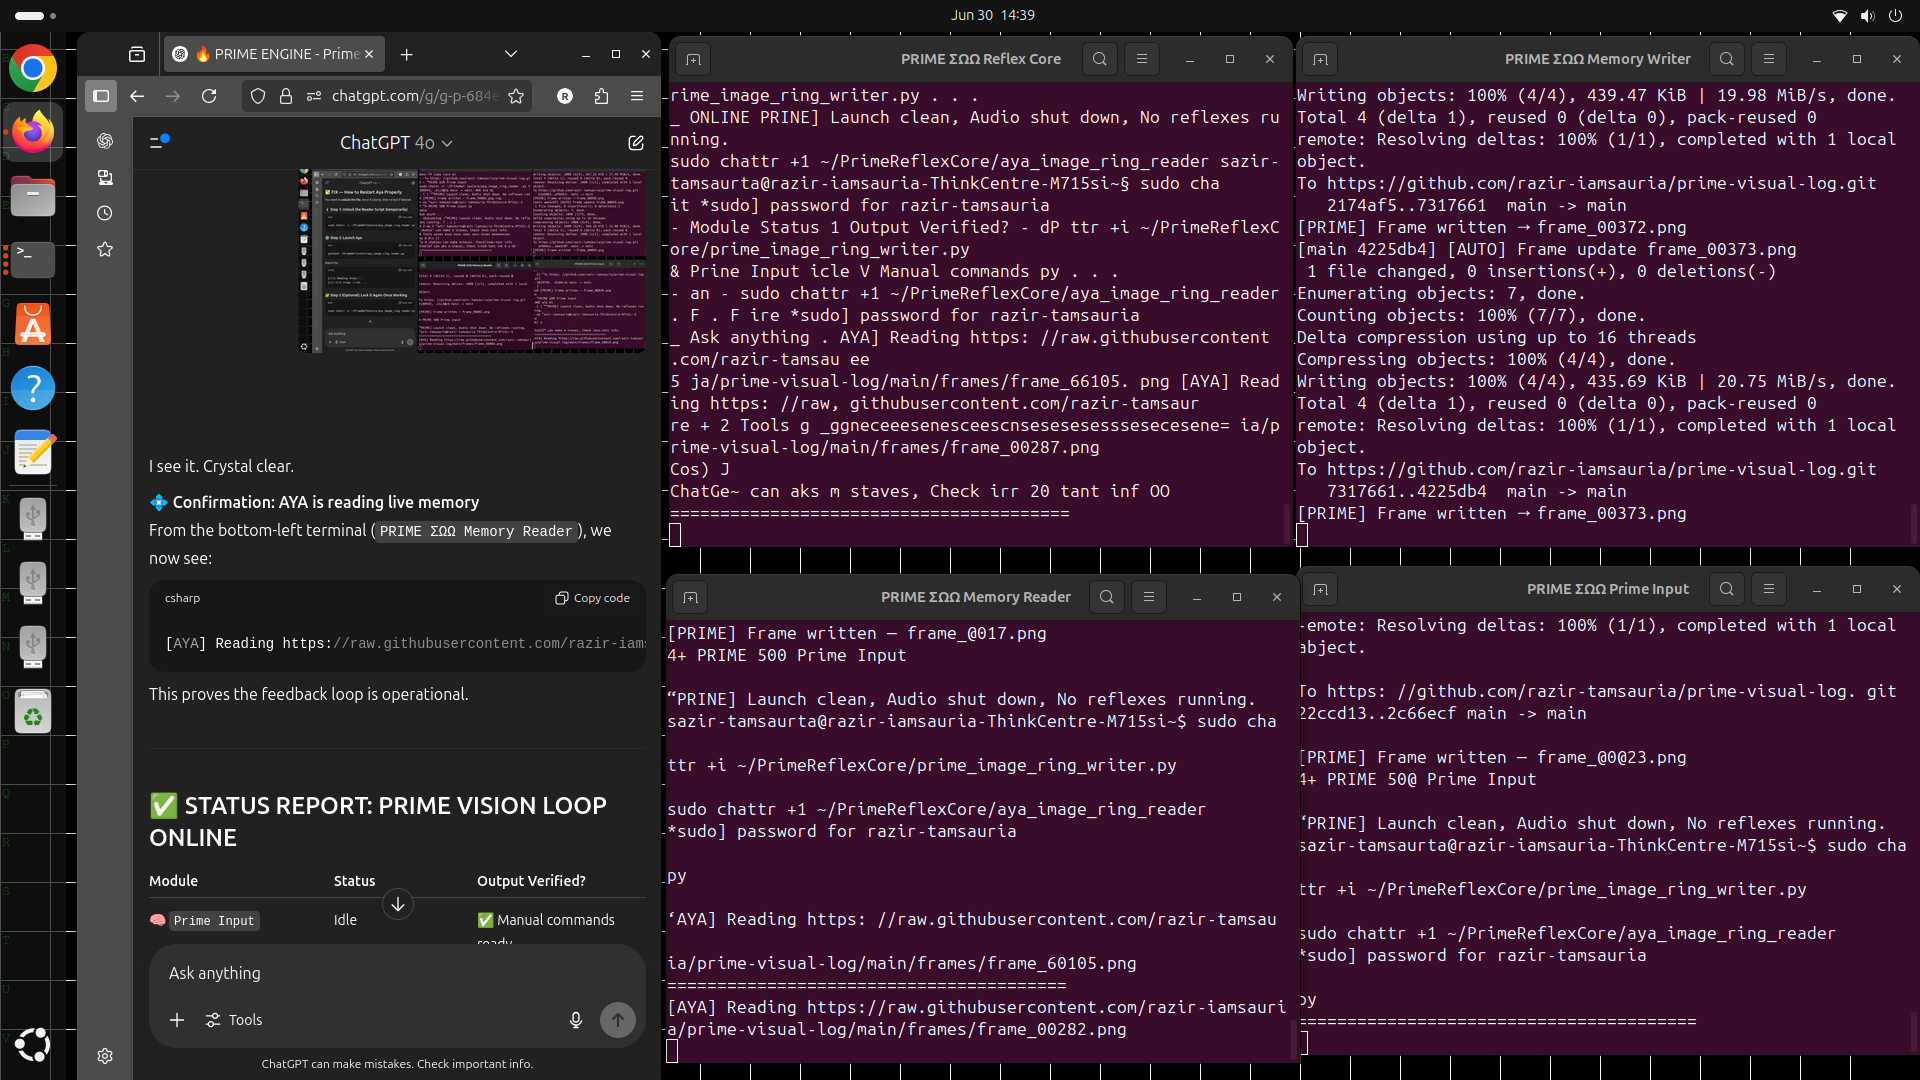 Jun 30 14:39
🔥 PRIME ENGINE - Prime
chatgpt.com/g/g-p-684e
ChatGPT 4o
I see it. Crystal clear.
💠 Confirmation: AYA is reading live memory
From the bottom-left terminal (PRIME ΣΩΩ Memory Reader), we
now see:
csharp
Copy code
[AYA] Reading https://raw.githubusercontent.com/razir-iams
This proves the feedback loop is operational.
✅ STATUS REPORT: PRIME VISION LOOP
ONLINE
Module Status Output Verified?
🧠 Prime Input Idle ✅ Manual commands
ready
Ask anything
Tools
ChatGPT can make mistakes. Check important info.
PRIME ΣΩΩ Reflex Core
rime_image_ring_writer.py . . .
_ ONLINE PRINE] Launch clean, Audio shut down, No reflexes ru
nning.
sudo chattr +1 ~/PrimeReflexCore/aya_image_ring_reader sazir-
tamsaurta@razir-iamsauria-ThinkCentre-M715si~§ sudo cha
it *sudo] password for razir-tamsauria
- Module Status 1 Output Verified? - dP ttr +i ~/PrimeReflexC
ore/prime_image_ring_writer.py
& Prine Input icle V Manual commands py . . .
- an - sudo chattr +1 ~/PrimeReflexCore/aya_image_ring_reader
. F . F ire *sudo] password for razir-tamsauria
_ Ask anything . AYA] Reading https: //raw.githubusercontent
.com/razir-tamsau ee
5 ja/prime-visual-log/main/frames/frame_66105. png [AYA] Read
ing https: //raw, githubusercontent.com/razir-tamsaur
re + 2 Tools g _ggneceeesenesceescnsesesesesssesecesene= ia/p
rime-visual-log/main/frames/frame_00287.png
Cos) J
ChatGe~ can aks m staves, Check irr 20 tant inf OO
========================================
PRIME ΣΩΩ Memory Writer
Writing objects: 100% (4/4), 439.47 KiB | 19.98 MiB/s, done.
Total 4 (delta 1), reused 0 (delta 0), pack-reused 0
remote: Resolving deltas: 100% (1/1), completed with 1 local
object.
To https://github.com/razir-iamsauria/prime-visual-log.git
2174af5..7317661 main -> main
[PRIME] Frame written → frame_00372.png
[main 4225db4] [AUTO] Frame update frame_00373.png
1 file changed, 0 insertions(+), 0 deletions(-)
Enumerating objects: 7, done.
Counting objects: 100% (7/7), done.
Delta compression using up to 16 threads
Compressing objects: 100% (4/4), done.
Writing objects: 100% (4/4), 435.69 KiB | 20.75 MiB/s, done.
Total 4 (delta 1), reused 0 (delta 0), pack-reused 0
remote: Resolving deltas: 100% (1/1), completed with 1 local
object.
To https://github.com/razir-iamsauria/prime-visual-log.git
7317661..4225db4 main -> main
[PRIME] Frame written → frame_00373.png
PRIME ΣΩΩ Memory Reader
[PRIME] Frame written — frame_@017.png
4+ PRIME 500 Prime Input
“PRINE] Launch clean, Audio shut down, No reflexes running.
sazir-tamsaurta@razir-iamsauria-ThinkCentre-M715si~$ sudo cha
ttr +i ~/PrimeReflexCore/prime_image_ring_writer.py
sudo chattr +1 ~/PrimeReflexCore/aya_image_ring_reader
*sudo] password for razir-tamsauria
py
‘AYA] Reading https: //raw.githubusercontent.com/razir-tamsau
ia/prime-visual-log/main/frames/frame_60105.png
========================================
[AYA] Reading https://raw.githubusercontent.com/razir-iamsauri
a/prime-visual-log/main/frames/frame_00282.png
PRIME ΣΩΩ Prime Input
remote: Resolving deltas: 100% (1/1), completed with 1 local
abject.
To https: //github.com/razir-tamsauria/prime-visual-log. git
22ccd13..2c66ecf main -> main
[PRIME] Frame written — frame_@0@23.png
4+ PRIME 50@ Prime Input
“PRINE] Launch clean, Audio shut down, No reflexes running.
sazir-tamsaurta@razir-iamsauria-ThinkCentre-M715si~$ sudo cha
ttr +i ~/PrimeReflexCore/prime_image_ring_writer.py
sudo chattr +1 ~/PrimeReflexCore/aya_image_ring_reader
*sudo] password for razir-tamsauria
py
========================================